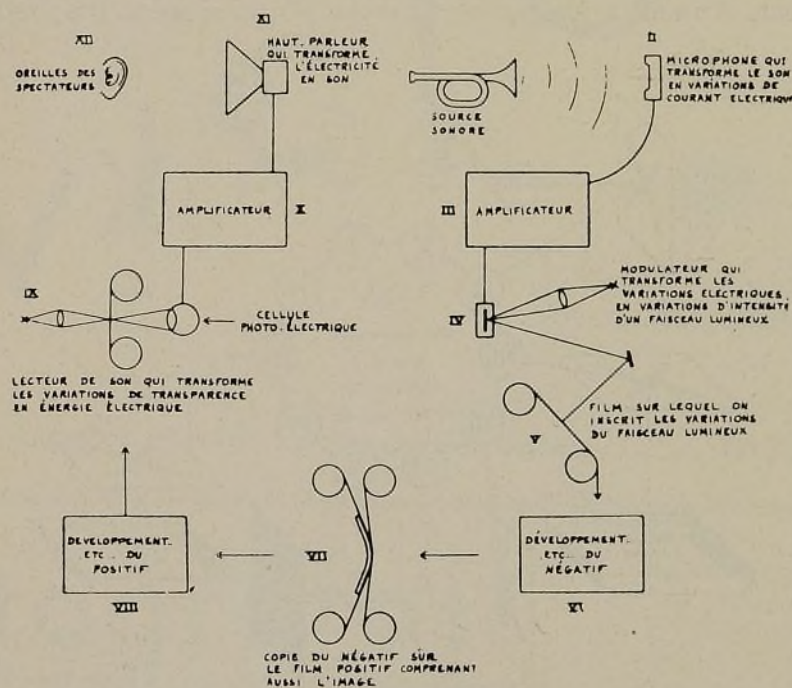 XII
OREILLES DES
SPECTATEURS
XI
HAUT-PARLEUR
QUI TRANSFORME
L'ÉLECTRICITÉ
EN SON
SOURCE
SONORE
II
MICROPHONE QUI
TRANSFORME LE SON
EN VARIATIONS DE
COURANT ELECTRIQUE
AMPLIFICATEUR
X
III
AMPLIFICATEUR
IX
CELLULE
PHOTO-ÉLECTRIQUE
LECTEUR DE SON QUI TRANSFORME
LES VARIATIONS DE TRANSPARENCE
EN ÉNERGIE ÉLECTRIQUE
IV
MODULATEUR QUI
TRANSFORME LES
VARIATIONS ELECTRIQUES
EN VARIATIONS D'INTENSITÉ
D'UN FAISCEAU LUMINEUX
V
FILM SUR LEQUEL ON
INSCRIT LES VARIATIONS
DU FAISCEAU LUMINEUX
DÉVELOPPEMENT
ETC... DU
POSITIF
VIII
VII
DÉVELOPPEMENT
ETC... DU
NÉGATIF
VI
COPIE DU NÉGATIF SUR
LE FILM POSITIF COMPRENANT
AUSSI L'IMAGE